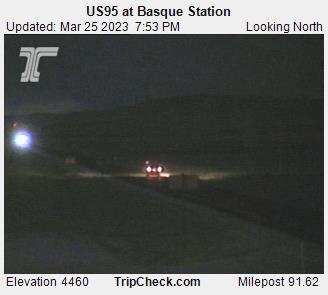 US95 at Basque Station
Updated: Mar 25 2023 7:53 PM Looking North
Elevation 4460 TripCheck.com Milepost 91.62